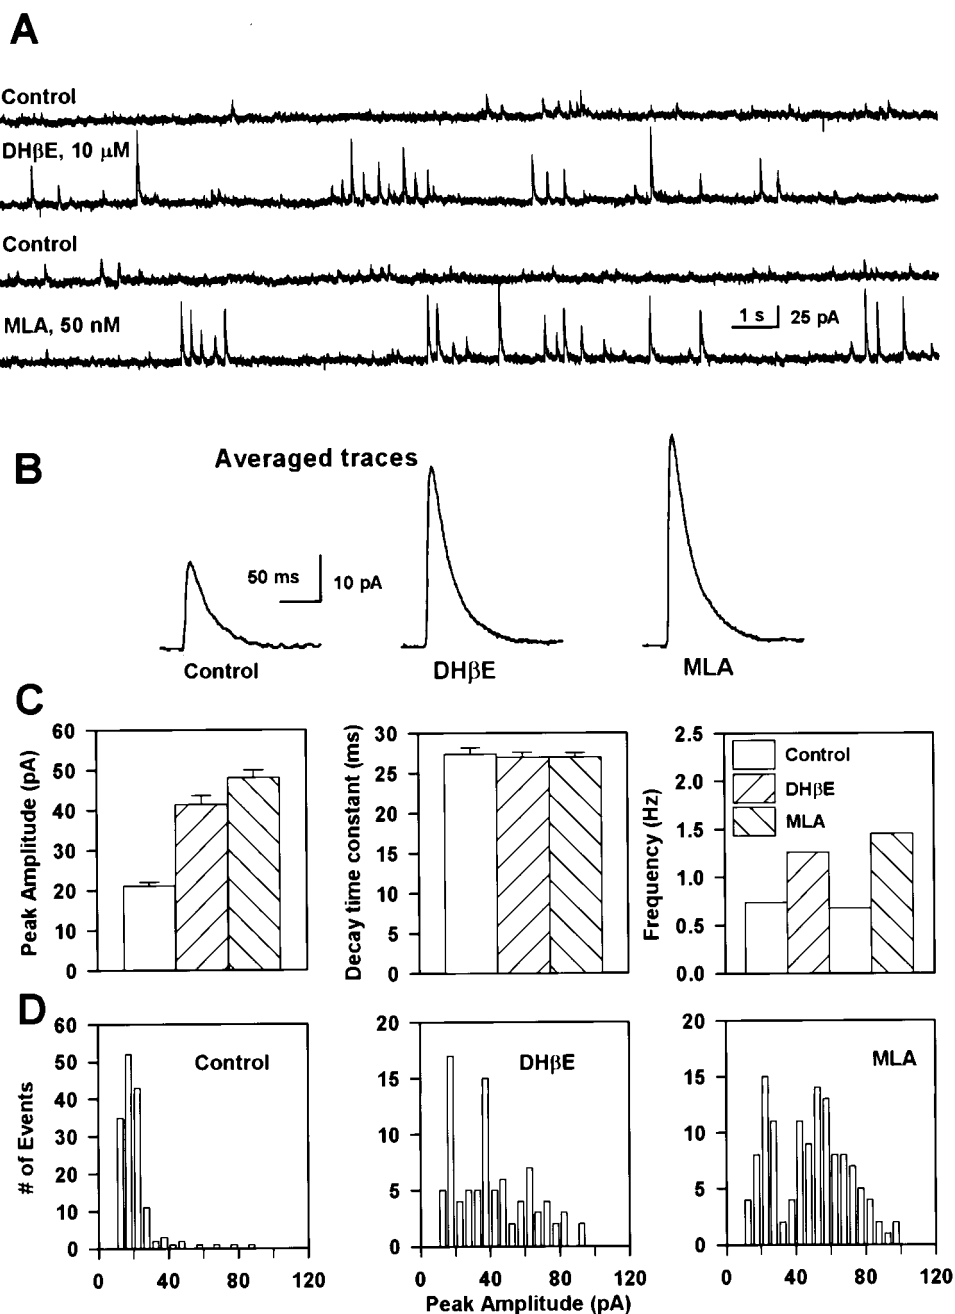 A
Control
DHβE, 10 µM
Control
MLA, 50 nM
1 s
25 pA
B
Averaged traces
50 ms
10 pA
Control
DHβE
MLA
C
Peak Amplitude (pA)
60
50
40
30
20
10
0
Decay time constant (ms)
30
25
20
15
10
5
0
Frequency (Hz)
2.5
2.0
1.5
1.0
0.5
0.0
Control
DHβE
MLA
D
# of Events
60
50
40
30
20
10
0
Control
0 40 80 120
20
15
10
5
0
DHβE
0 40 80 120
20
15
10
5
0
MLA
0 40 80 120
Peak Amplitude (pA)